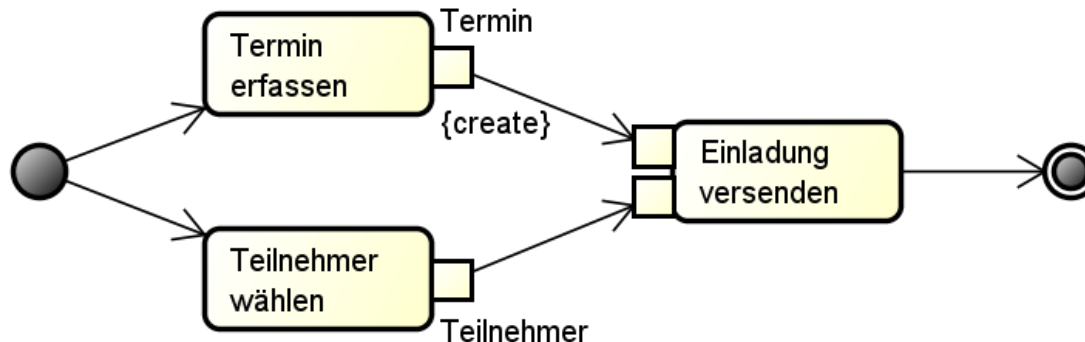 Termin
erfassen
Termin
{create}
Einladung
versenden
Teilnehmer
wählen
Teilnehmer